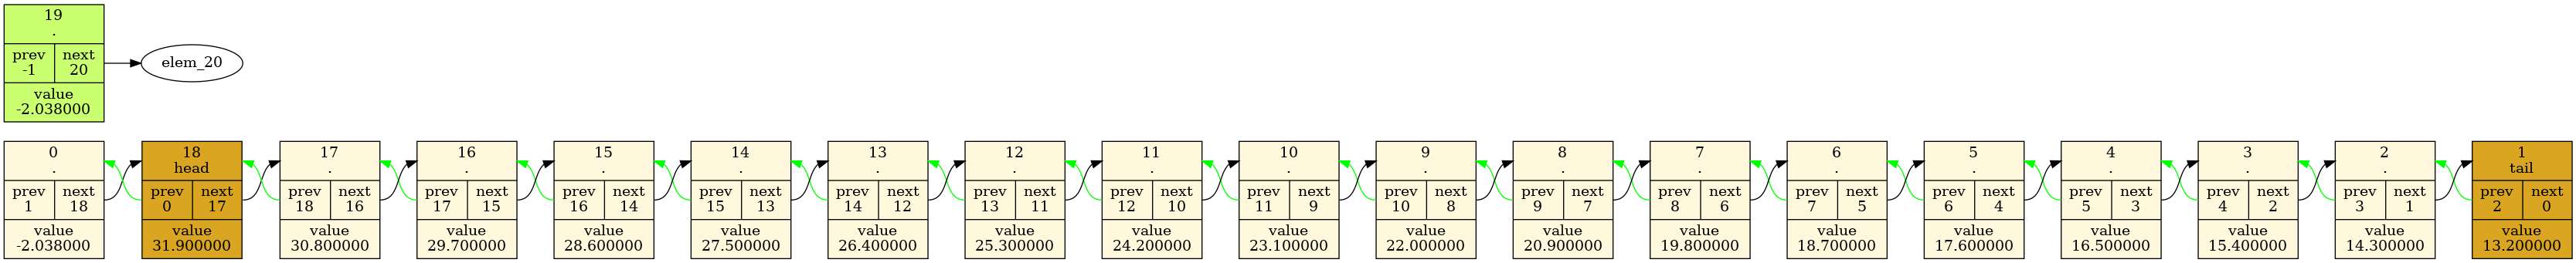 19
.
prev next
-1 20
value
-2.038000
elem_20
0
.
prev next
1 18
value
-2.038000
18
head
prev next
0 17
value
31.900000
17
.
prev next
18 16
value
30.800000
16
.
prev next
17 15
value
29.700000
15
.
prev next
16 14
value
28.600000
14
.
prev next
15 13
value
27.500000
13
.
prev next
14 12
value
26.400000
12
.
prev next
13 11
value
25.300000
11
.
prev next
12 10
value
24.200000
10
.
prev next
11 9
value
23.100000
9
.
prev next
10 8
value
22.000000
8
.
prev next
9 7
value
20.900000
7
.
prev next
8 6
value
19.800000
6
.
prev next
7 5
value
18.700000
5
.
prev next
6 4
value
17.600000
4
.
prev next
5 3
value
16.500000
3
.
prev next
4 2
value
15.400000
2
.
prev next
3 1
value
14.300000
1
tail
prev next
2 0
value
13.200000